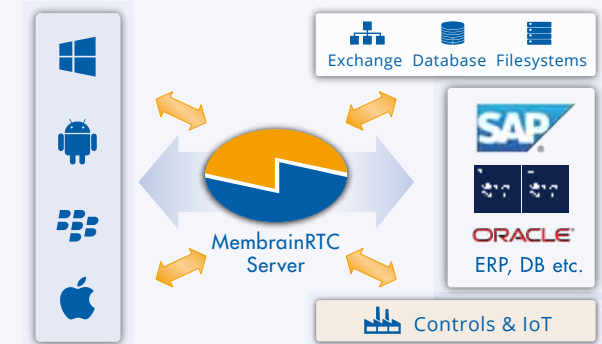 Exchange Database Filesystems
SAP
MembrainRTC
Server
ORACLE
ERP, DB etc.
Controls & IoT